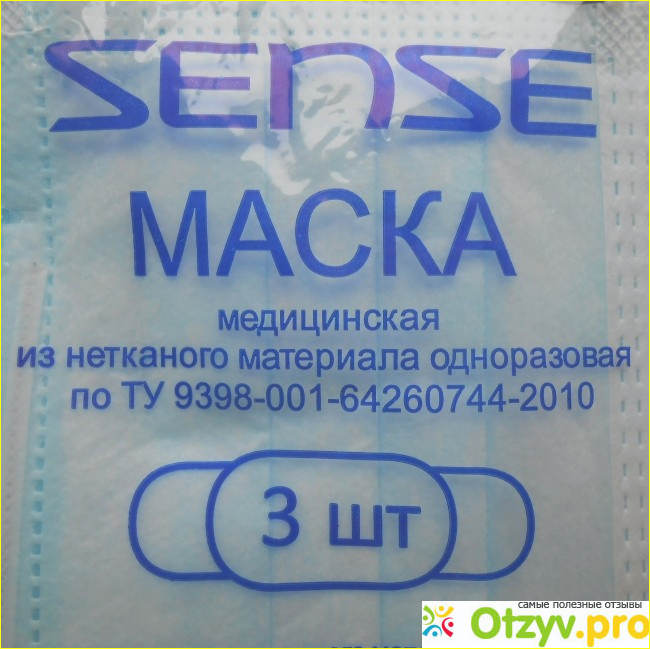 SENSE
МАСКА
медицинская
из нетканого материала одноразовая
по ТУ 9398-001-64260744-2010
3 шт
самые полезные отзывы
Otzyv.pro